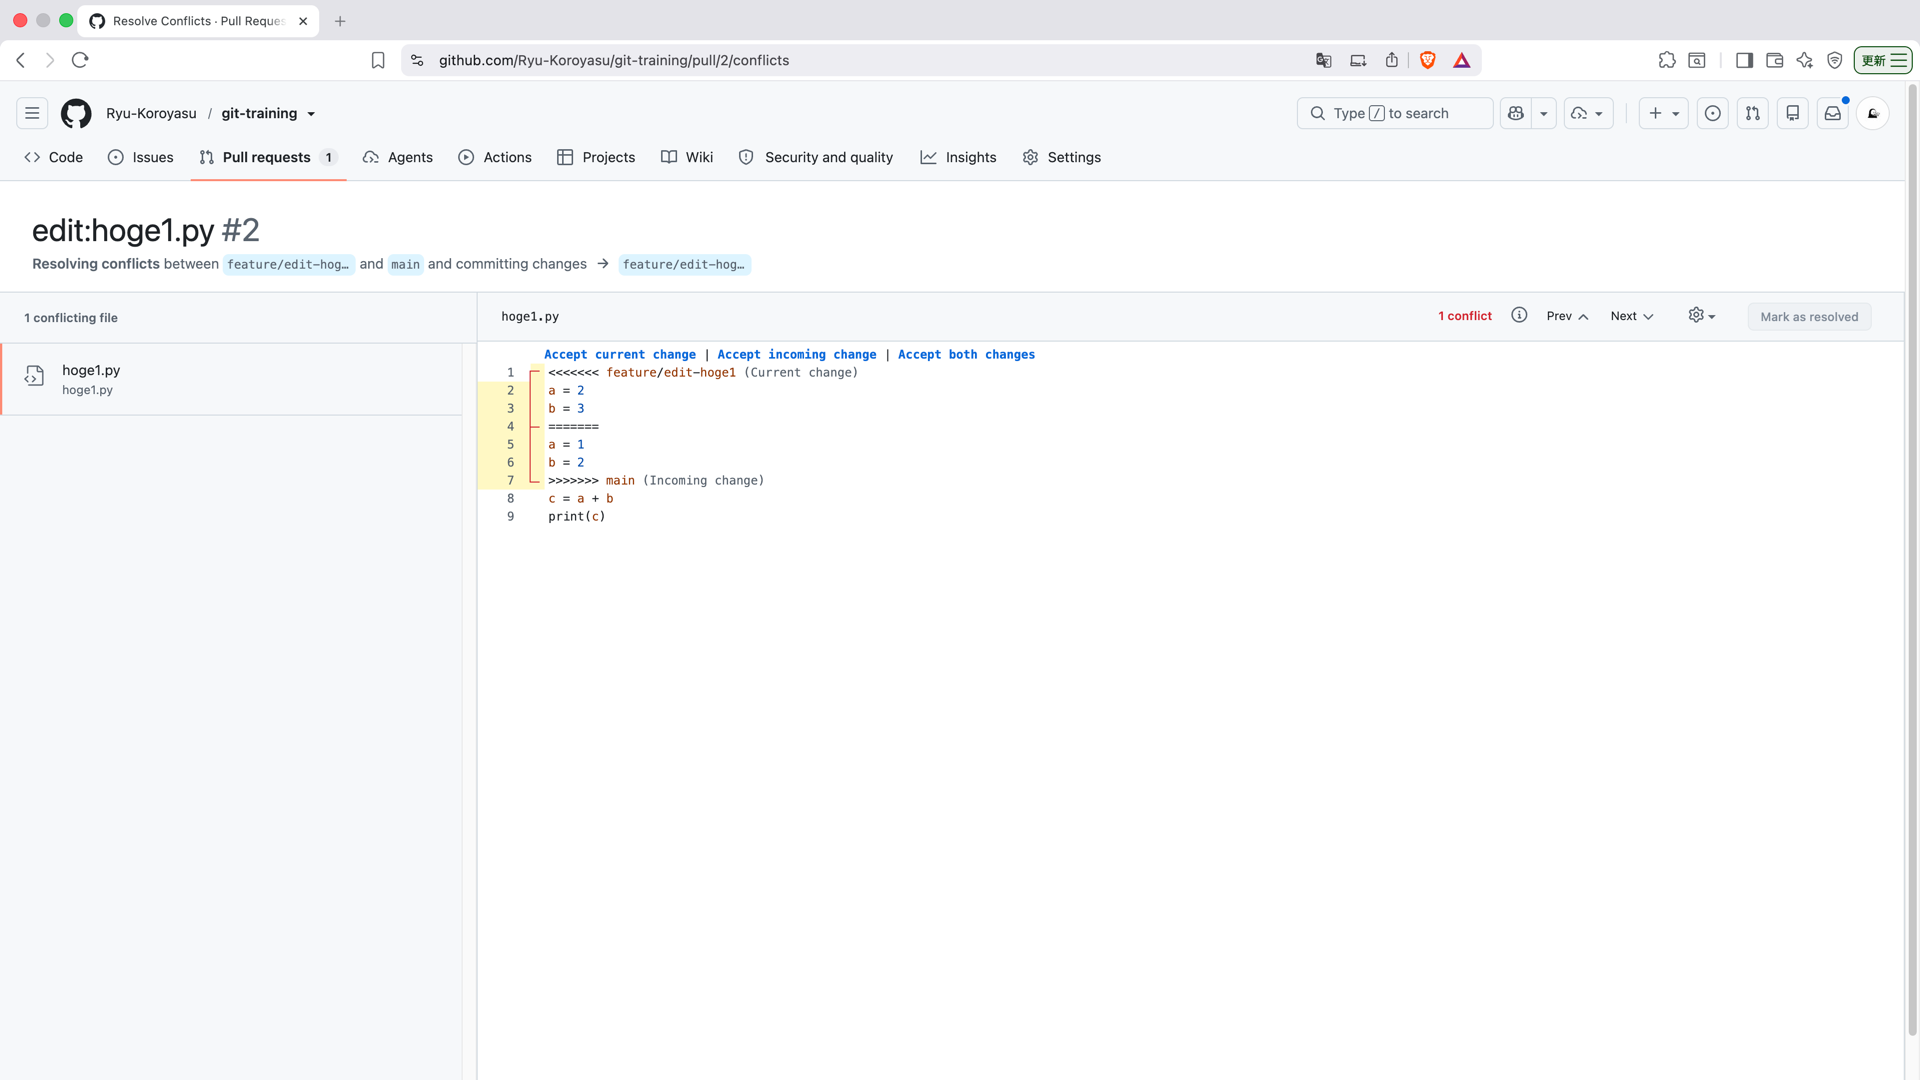 Resolve Conflicts · Pull Reques
github.com/Ryu-Koroyasu/git-training/pull/2/conflicts
更新
Ryu-Koroyasu / git-training
Type / to search
Code
Issues
Pull requests 1
Agents
Actions
Projects
Wiki
Security and quality
Insights
Settings
edit:hoge1.py #2
Resolving conflicts between feature/edit-hog… and main and committing changes → feature/edit-hog…
1 conflicting file
hoge1.py
hoge1.py
hoge1.py
1 conflict
Prev
Next
Mark as resolved
Accept current change | Accept incoming change | Accept both changes
1 <<<<<<< feature/edit-hoge1 (Current change)
2 a = 2
3 b = 3
4 =======
5 a = 1
6 b = 2
7 >>>>>>> main (Incoming change)
8 c = a + b
9 print(c)